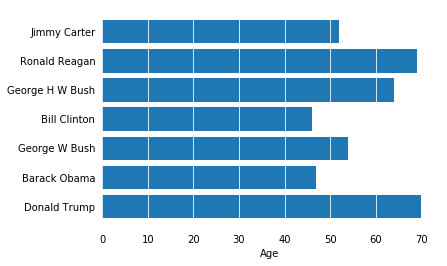 Jimmy Carter
Ronald Reagan
George H W Bush
Bill Clinton
George W Bush
Barack Obama
Donald Trump
0 10 20 30 40 50 60 70
Age